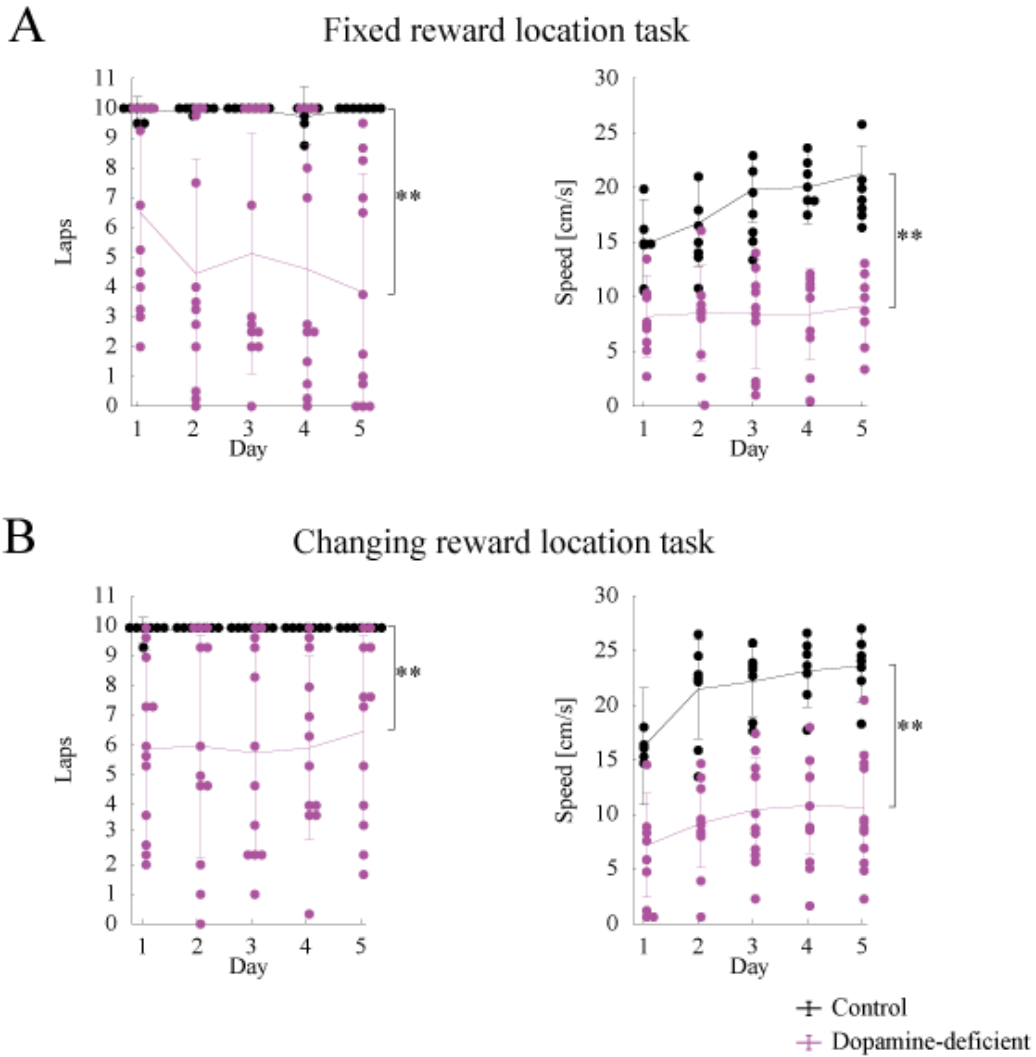 A
Fixed reward location task
11
10
9
8
7
6
5
4
3
2
1
0
Laps
**
1 2 3 4 5
Day
30
25
20
15
10
5
0
Speed [cm/s]
**
1 2 3 4 5
Day
B
Changing reward location task
11
10
9
8
7
6
5
4
3
2
1
0
Laps
**
1 2 3 4 5
Day
30
25
20
15
10
5
0
Speed [cm/s]
**
1 2 3 4 5
Day
Control
Dopamine-deficient